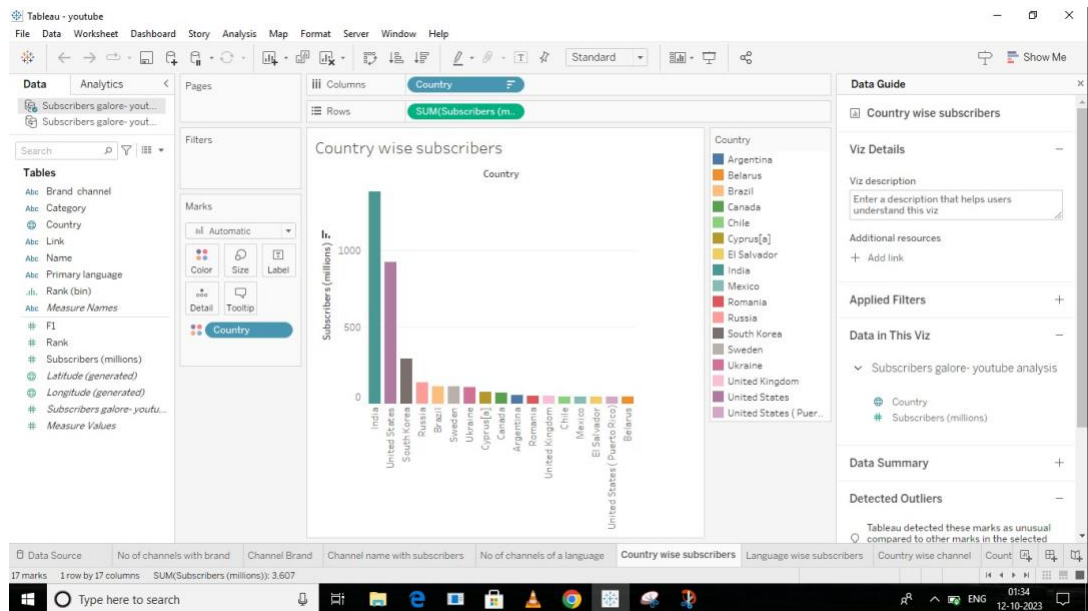 Tableau - youtube
File Data Worksheet Dashboard Story Analysis Map Format Server Window Help
Standard
Show Me
Data Analytics
Subscribers galore- yout...
Subscribers galore- yout...
Search
Tables
Abc Brand channel
Abc Category
Country
Abc Link
Abc Name
Abc Primary language
Rank (bin)
Abc Measure Names
# F1
# Rank
# Subscribers (millions)
Latitude (generated)
Longitude (generated)
# Subscribers galore- youtu...
# Measure Values
Pages
Filters
Marks
Automatic
Color Size Label
Detail Tooltip
Country
Columns Country
Rows SUM(Subscribers (m..
Country wise subscribers
Country
Subscribers (millions)
1000
500
0
India
United States
South Korea
Russia
Brazil
Sweden
Ukraine
Cyprus[a]
Canada
Argentina
Romania
United Kingdom
Chile
Mexico
El Salvador
United States ( Puerto Rico)
Belarus
Country
Argentina
Belarus
Brazil
Canada
Chile
Cyprus[a]
El Salvador
India
Mexico
Romania
Russia
South Korea
Sweden
Ukraine
United Kingdom
United States
United States ( Puer...
Data Guide
Country wise subscribers
Viz Details
Viz description
Enter a description that helps users
understand this viz
Additional resources
+ Add link
Applied Filters
Data in This Viz
Subscribers galore- youtube analysis
Country
# Subscribers (millions)
Data Summary
Detected Outliers
Tableau detected these marks as unusual
compared to other marks in the selected
Data Source No of channels with brand Channel Brand Channel name with subscribers No of channels of a language Country wise subscribers Language wise subscribers Country wise channel Count
17 marks 1 row by 17 columns SUM(Subscribers (millions)): 3,607
Type here to search
ENG
01:34
12-10-2023